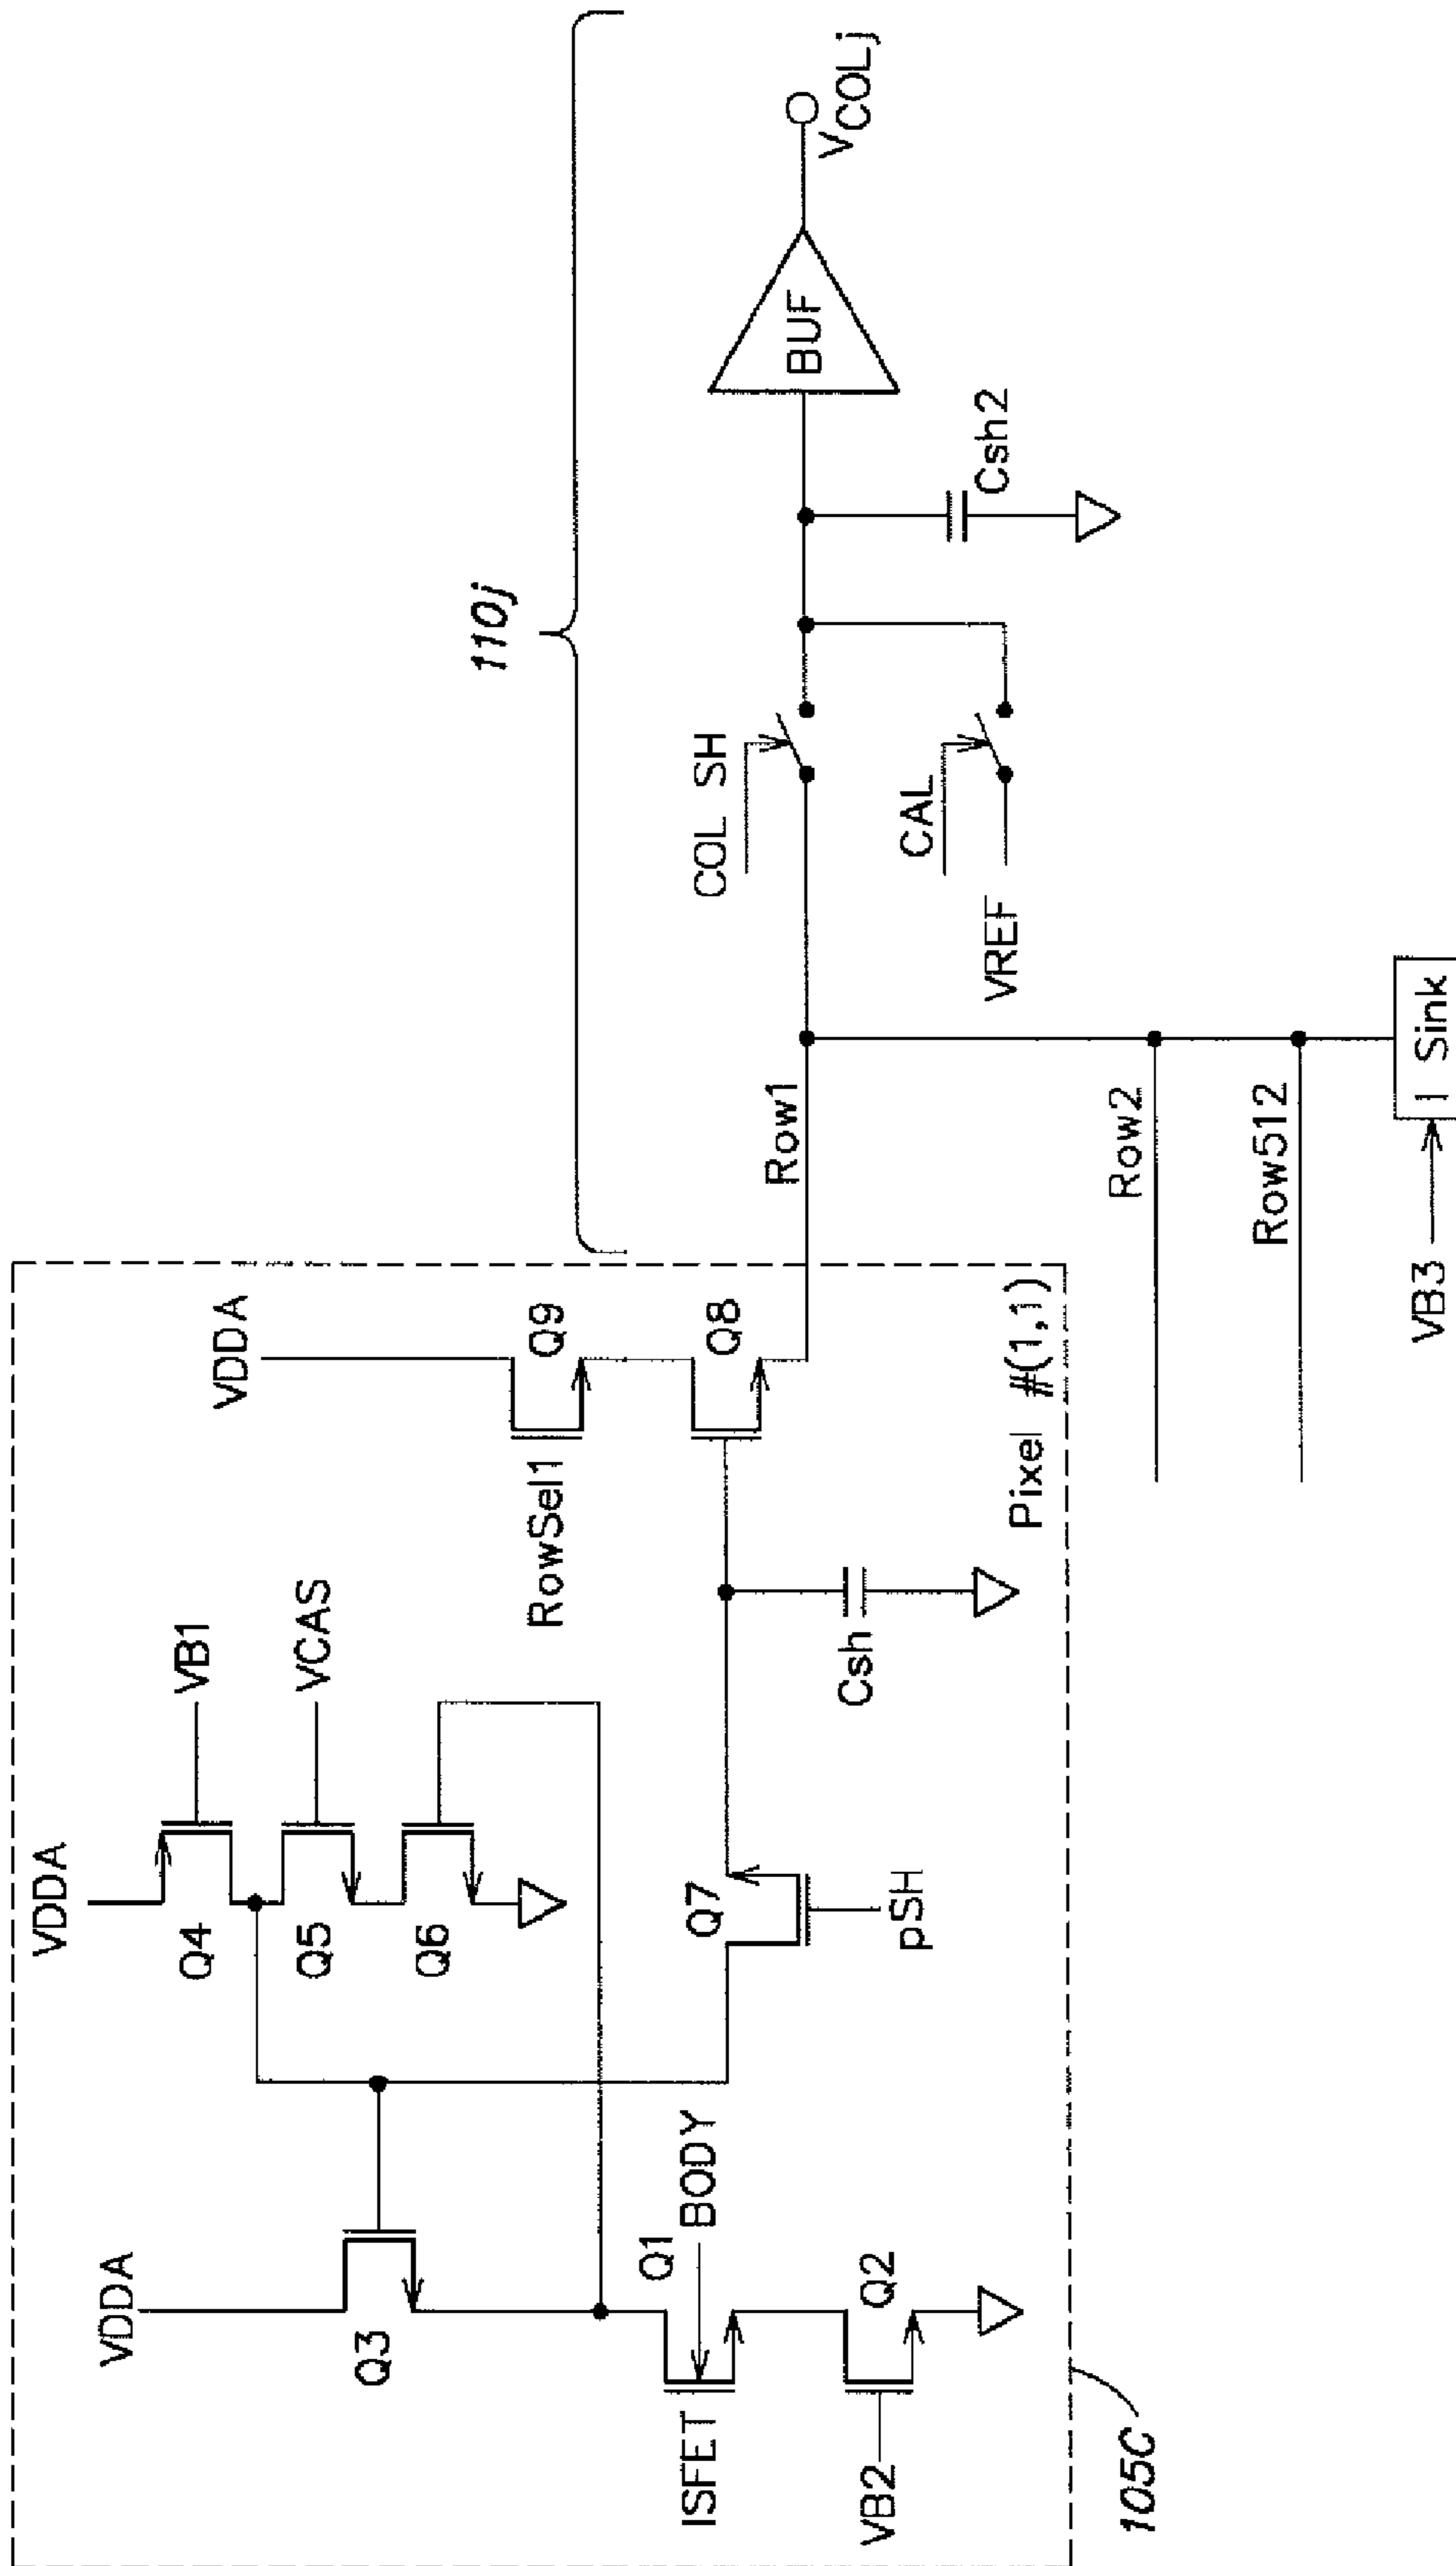 VDDA
VDDA
VB1
Q4
VCAS
Q5
Q6
Q3
Q1
BODY
ISFET
VB2
Q2
Q7
pSH
Csh
VDDA
RowSel1
Q9
Q8
Pixel #(1,1)
105C
110j
Row1
Row2
Row512
VB3
I Sink
COL SH
CAL
VREF
Csh2
BUF
VCOLj